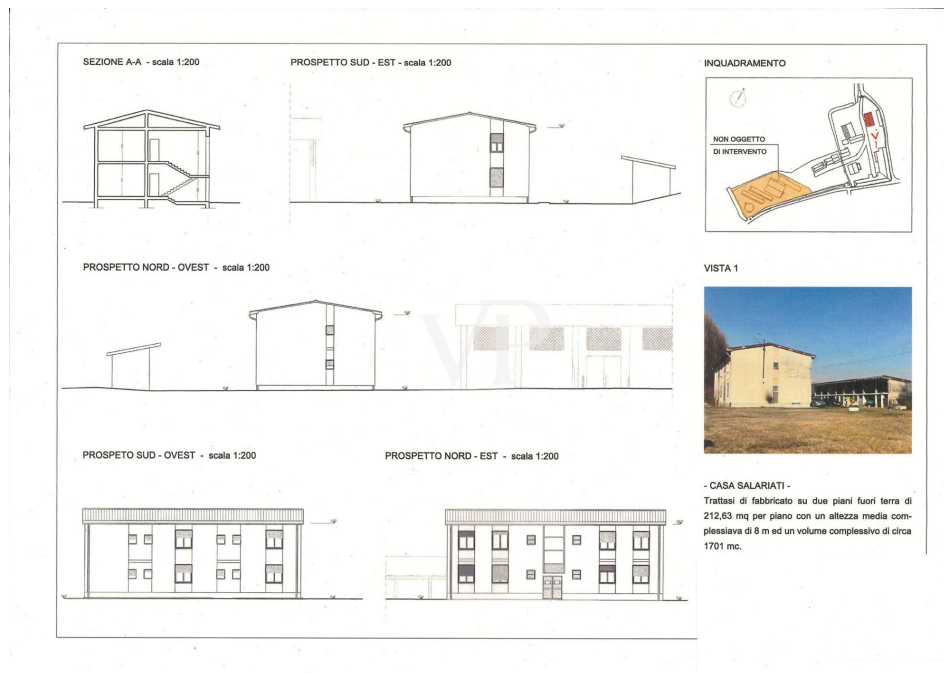 SEZIONE A-A - scala 1:200
PROSPETTO SUD - EST - scala 1:200
INQUADRAMENTO
NON OGGETTO
DI INTERVENTO
V
1
PROSPETTO NORD - OVEST - scala 1:200
VISTA 1
VP
PROSPETO SUD - OVEST - scala 1:200
PROSPETTO NORD - EST - scala 1:200
- CASA SALARIATI -
Trattasi di fabbricato su due piani fuori terra di
212,63 mq per piano con un altezza media com-
plessiava di 8 m ed un volume complessivo di circa
1701 mc.